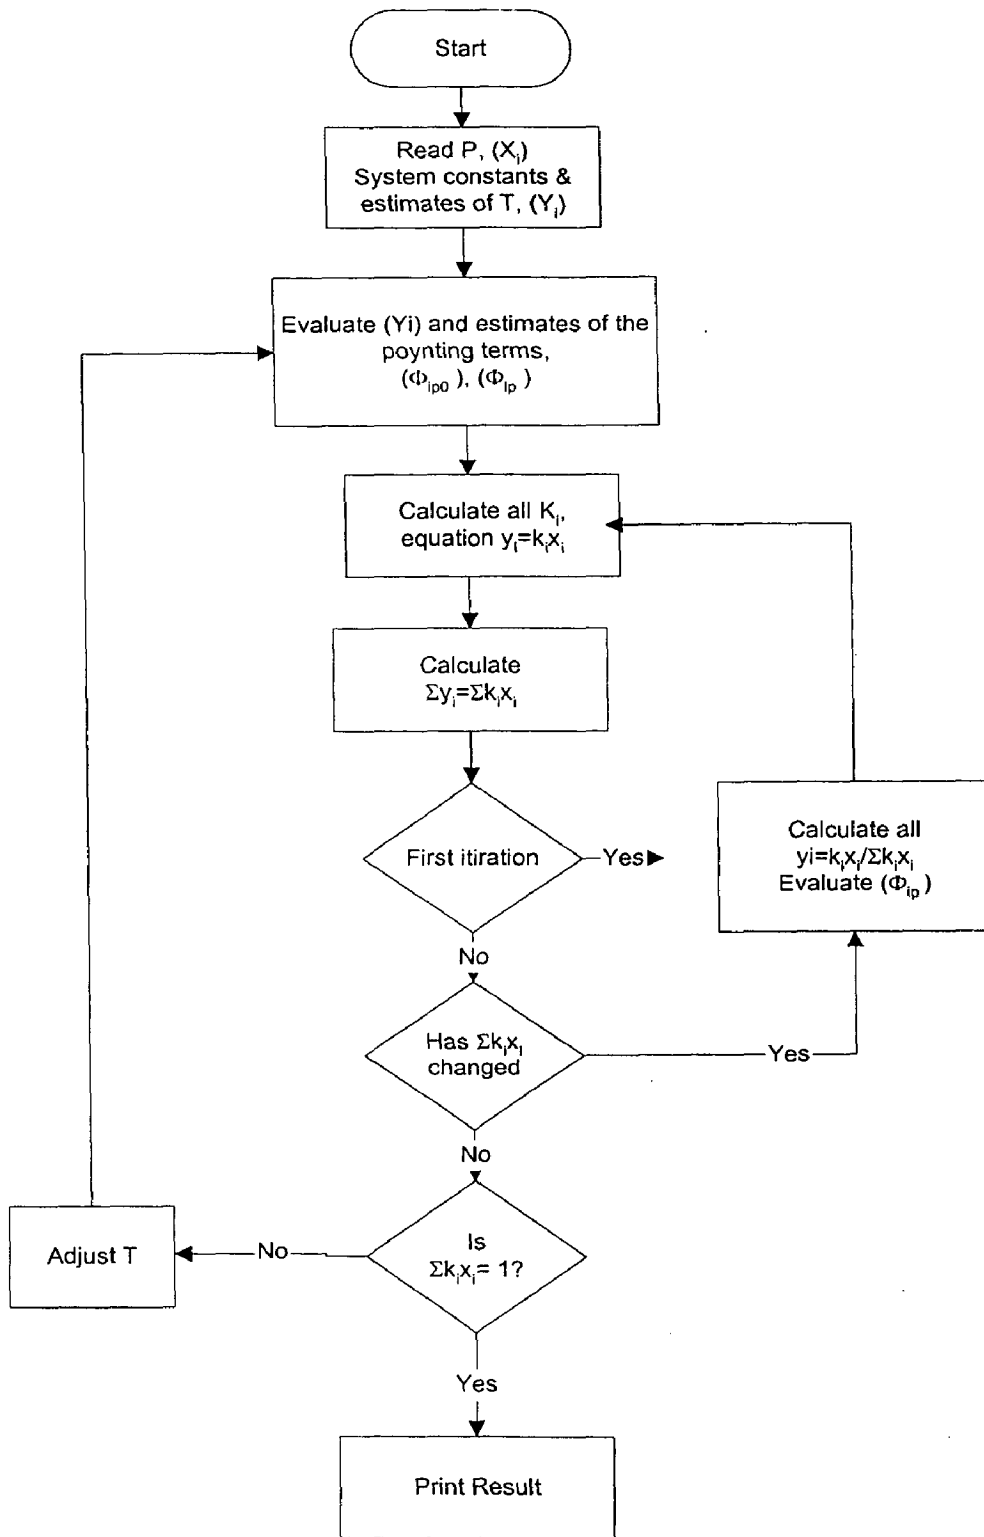 Start
Read P, (Xᵢ)
System constants &
estimates of T, (Yᵢ)
Evaluate (Yi) and estimates of the
poynting terms,
(Φᵢₚ₀ ), (Φᵢₚ )
Calculate all Kᵢ,
equation yᵢ=kᵢxᵢ
Calculate
Σyᵢ=Σkᵢxᵢ
First itiration
Yes
Calculate all
yi=kᵢxᵢ/Σkᵢxᵢ
Evaluate (Φᵢₚ)
No
Has Σkᵢxᵢ
changed
Yes
No
Is
Σkᵢxᵢ= 1?
No
Adjust T
Yes
Print Result